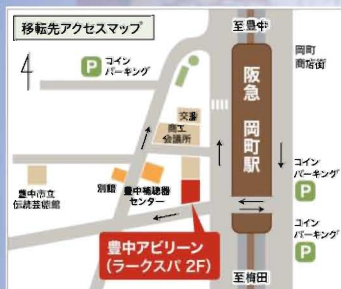 移転先アクセスマップ
至豊中
岡町
商店街
P コイン
パーキング
阪急 岡町駅
交番
商工
会議所
豊中市立
伝統芸能館
別館
豊中補聴器
センター
コイン
パーキング
P
コイン
パーキング
P
豊中アビリーン
(ラークスパ 2F)
至梅田